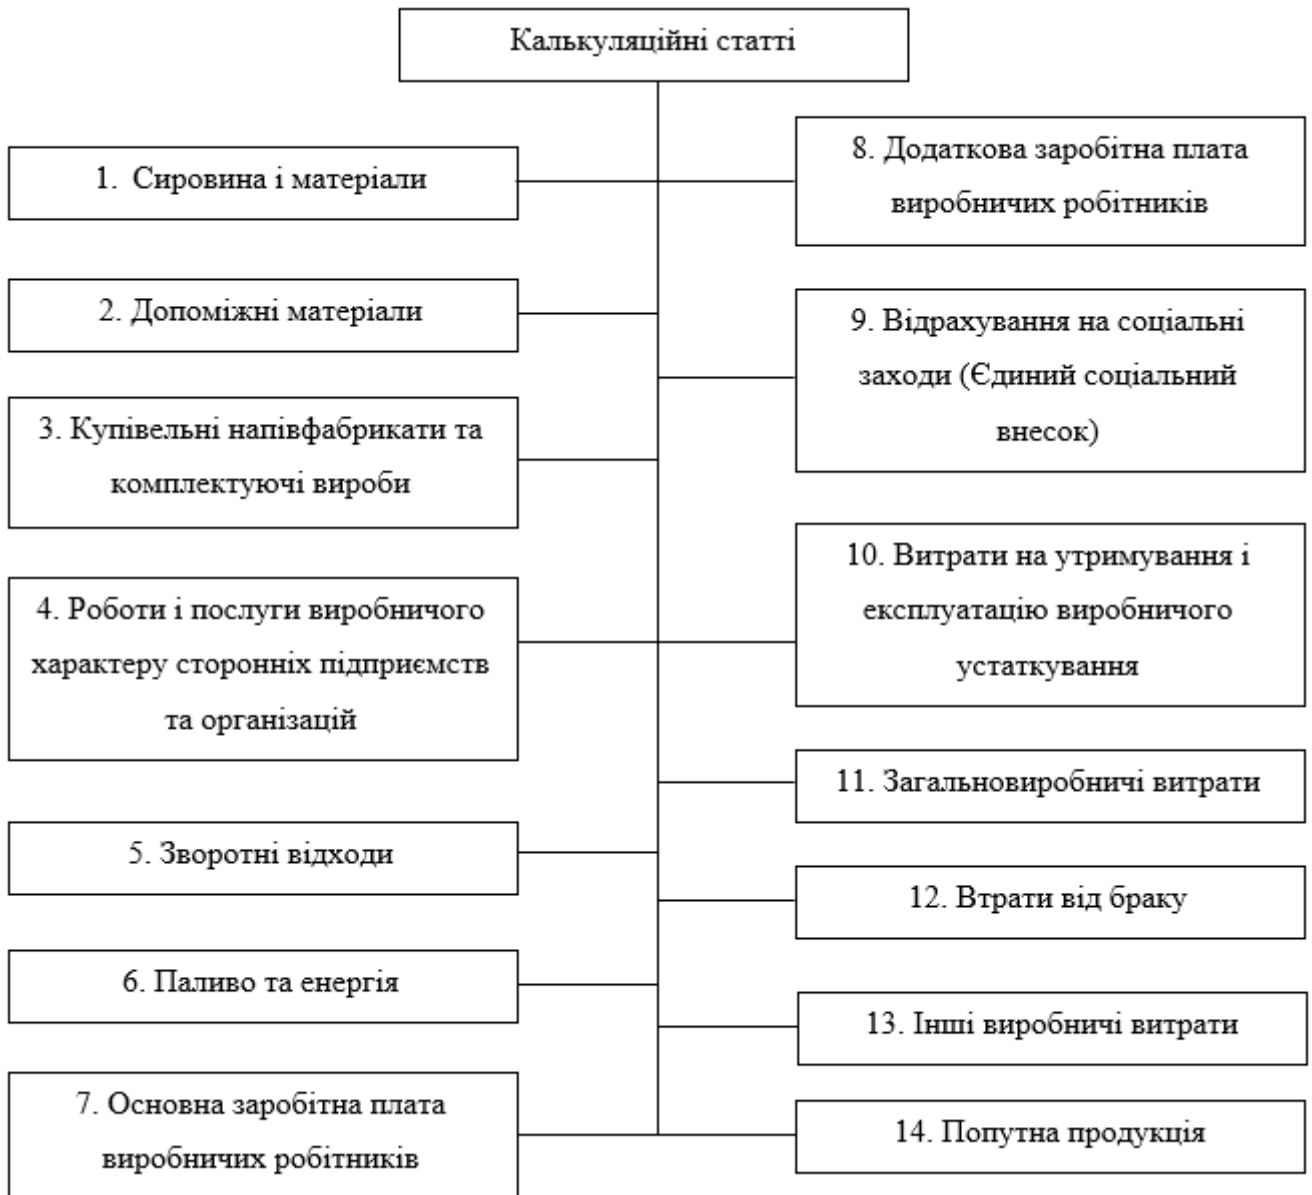 Калькуляційні статті
1. Сировина і матеріали
2. Допоміжні матеріали
3. Купівельні напівфабрикати та
комплектуючі вироби
4. Роботи і послуги виробничого
характеру сторонніх підприємств
та організацій
5. Зворотні відходи
6. Паливо та енергія
7. Основна заробітна плата
виробничих робітників
8. Додаткова заробітна плата
виробничих робітників
9. Відрахування на соціальні
заходи (Єдиний соціальний
внесок)
10. Витрати на утримування і
експлуатацію виробничого
устаткування
11. Загальновиробничі витрати
12. Втрати від браку
13. Інші виробничі витрати
14. Попутна продукція